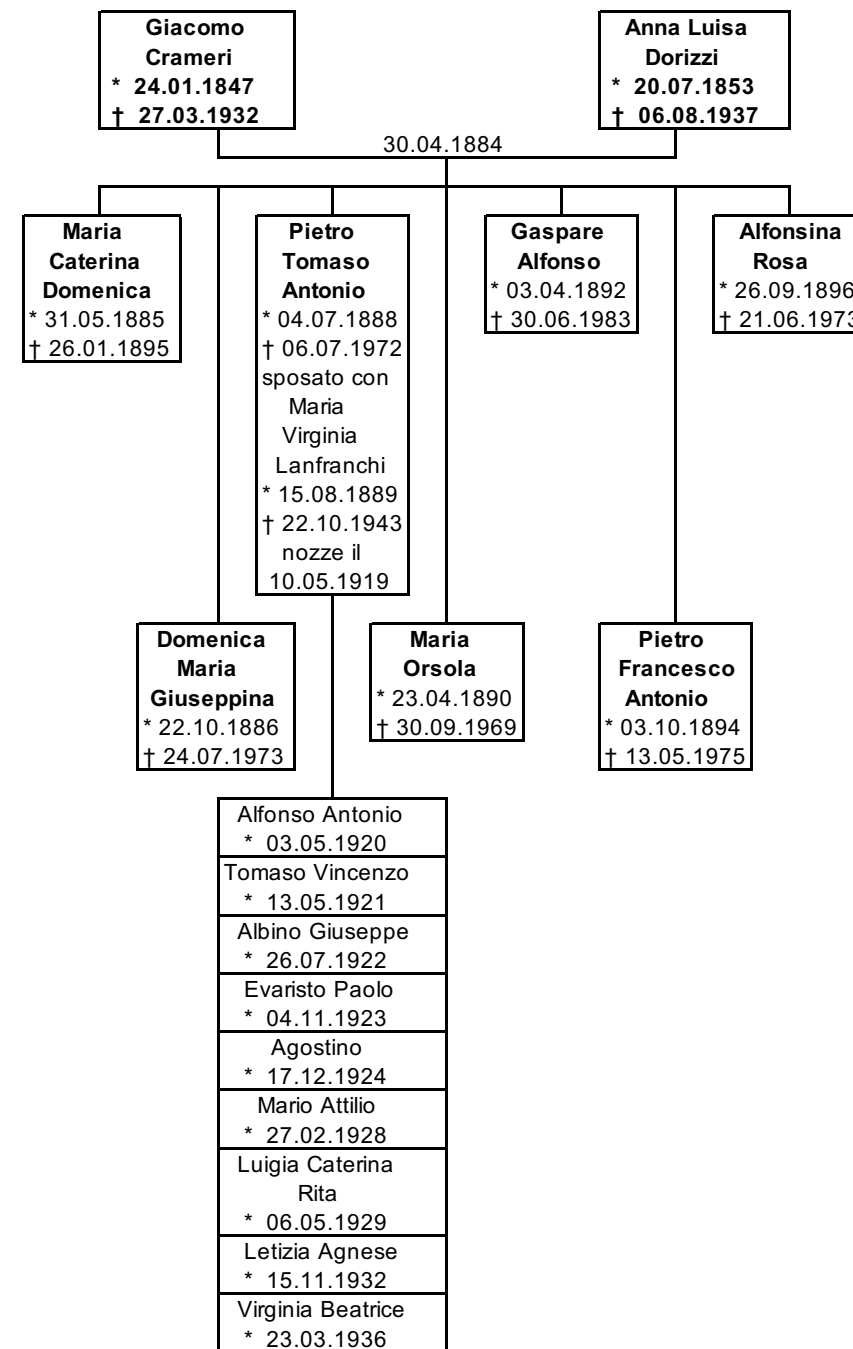 Giacomo
Crameri
* 24.01.1847
† 27.03.1932
Anna Luisa
Dorizzi
* 20.07.1853
† 06.08.1937
30.04.1884
Maria
Caterina
Domenica
* 31.05.1885
† 26.01.1895
Pietro
Tomaso
Antonio
* 04.07.1888
† 06.07.1972
sposato con
Maria
Virginia
Lanfranchi
* 15.08.1889
† 22.10.1943
nozze il
10.05.1919
Gaspare
Alfonso
* 03.04.1892
† 30.06.1983
Alfonsina
Rosa
* 26.09.1896
† 21.06.1973
Domenica
Maria
Giuseppina
* 22.10.1886
† 24.07.1973
Maria
Orsola
* 23.04.1890
† 30.09.1969
Pietro
Francesco
Antonio
* 03.10.1894
† 13.05.1975
Alfonso Antonio
* 03.05.1920
Tomaso Vincenzo
* 13.05.1921
Albino Giuseppe
* 26.07.1922
Evaristo Paolo
* 04.11.1923
Agostino
* 17.12.1924
Mario Attilio
* 27.02.1928
Luigia Caterina
Rita
* 06.05.1929
Letizia Agnese
* 15.11.1932
Virginia Beatrice
* 23.03.1936